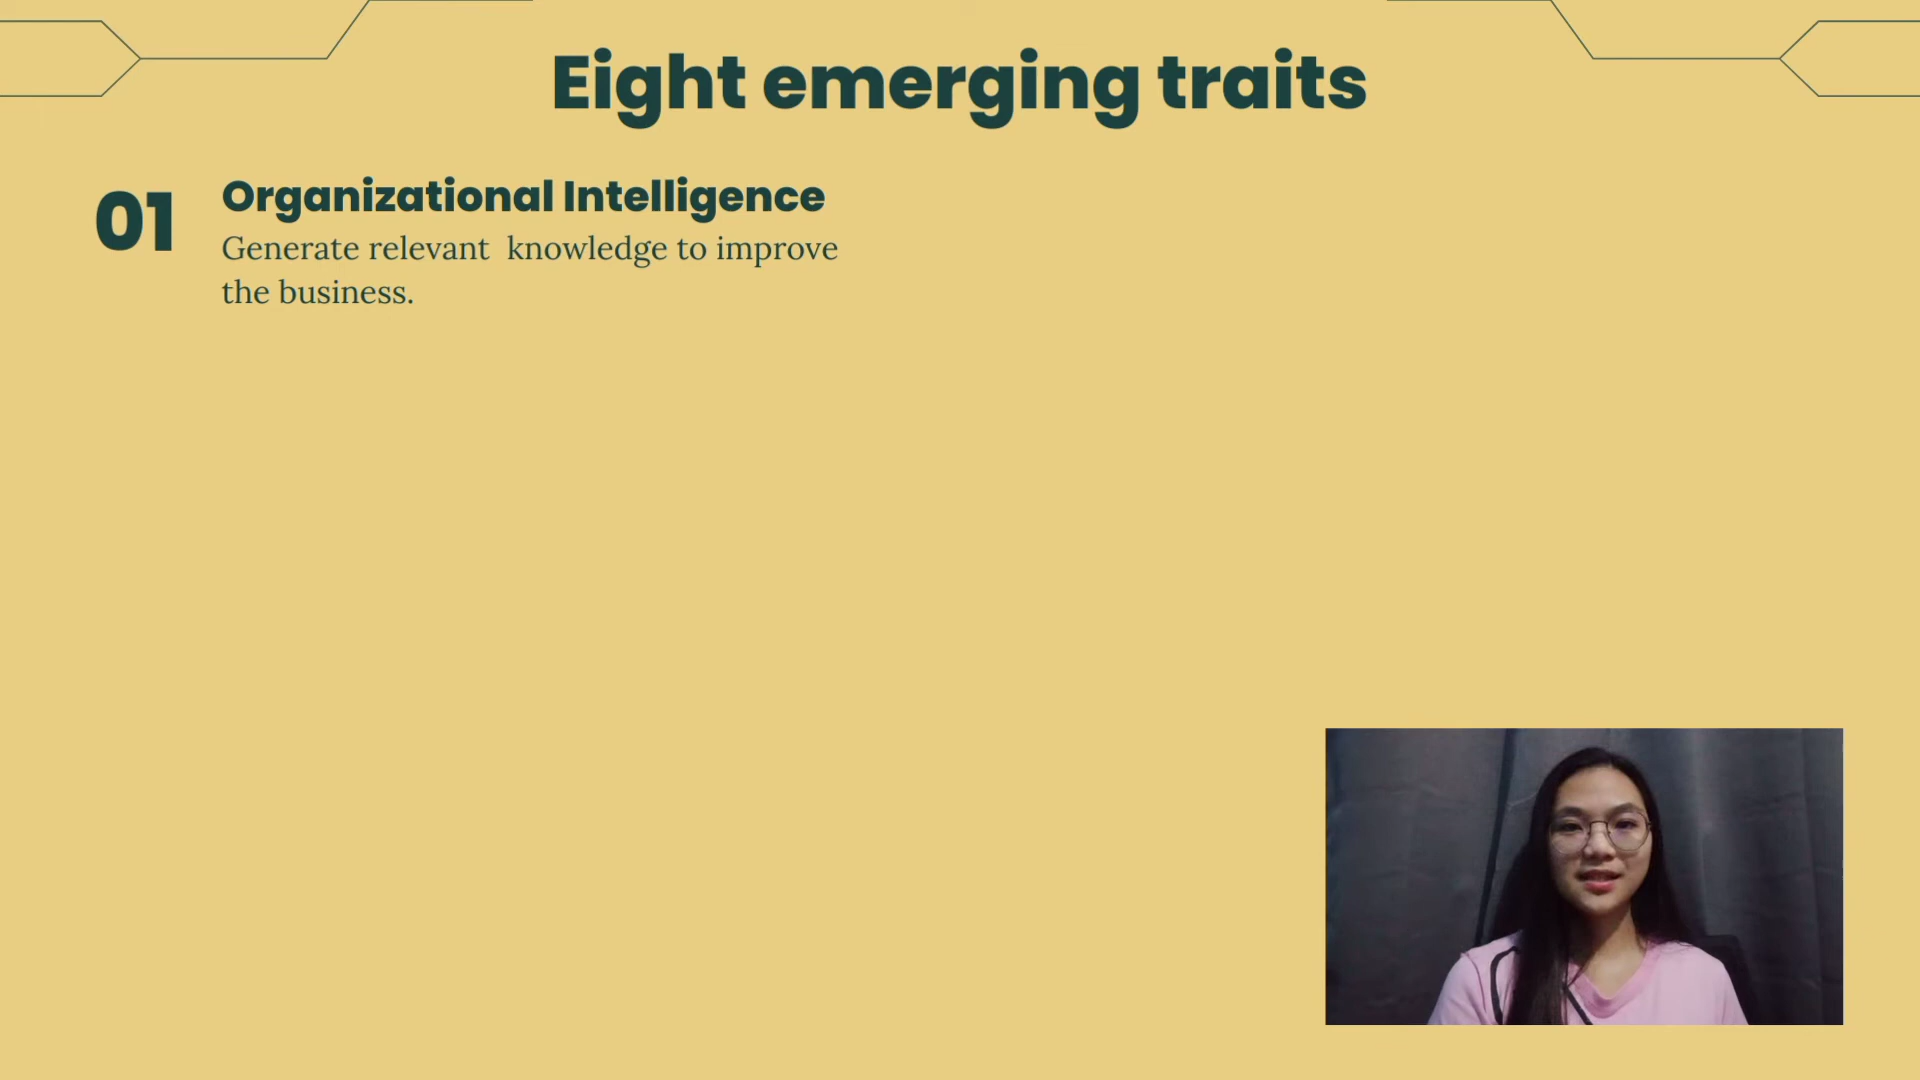 Eight emerging traits
01
Organizational Intelligence
Generate relevant  knowledge to improve
the business.